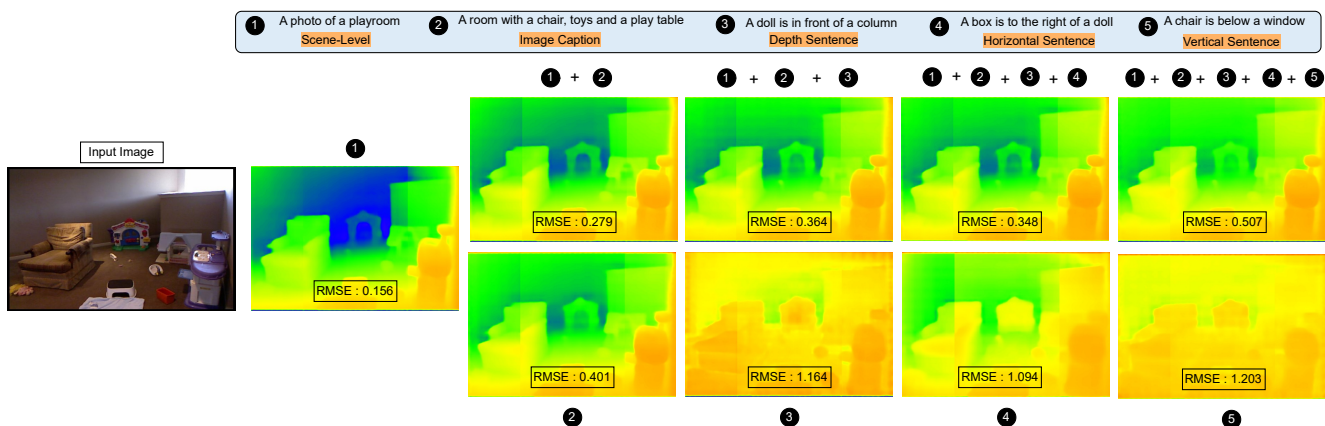 1 A photo of a playroom
Scene-Level
2 A room with a chair, toys and a play table
Image Caption
3 A doll is in front of a column
Depth Sentence
4 A box is to the right of a doll
Horizontal Sentence
5 A chair is below a window
Vertical Sentence
1 + 2
1 + 2 + 3
1 + 2 + 3 + 4
1 + 2 + 3 + 4 + 5
Input Image
1
RMSE : 0.279
RMSE : 0.364
RMSE : 0.348
RMSE : 0.507
RMSE : 0.156
RMSE : 0.401
RMSE : 1.164
RMSE : 1.094
RMSE : 1.203
2
3
4
5